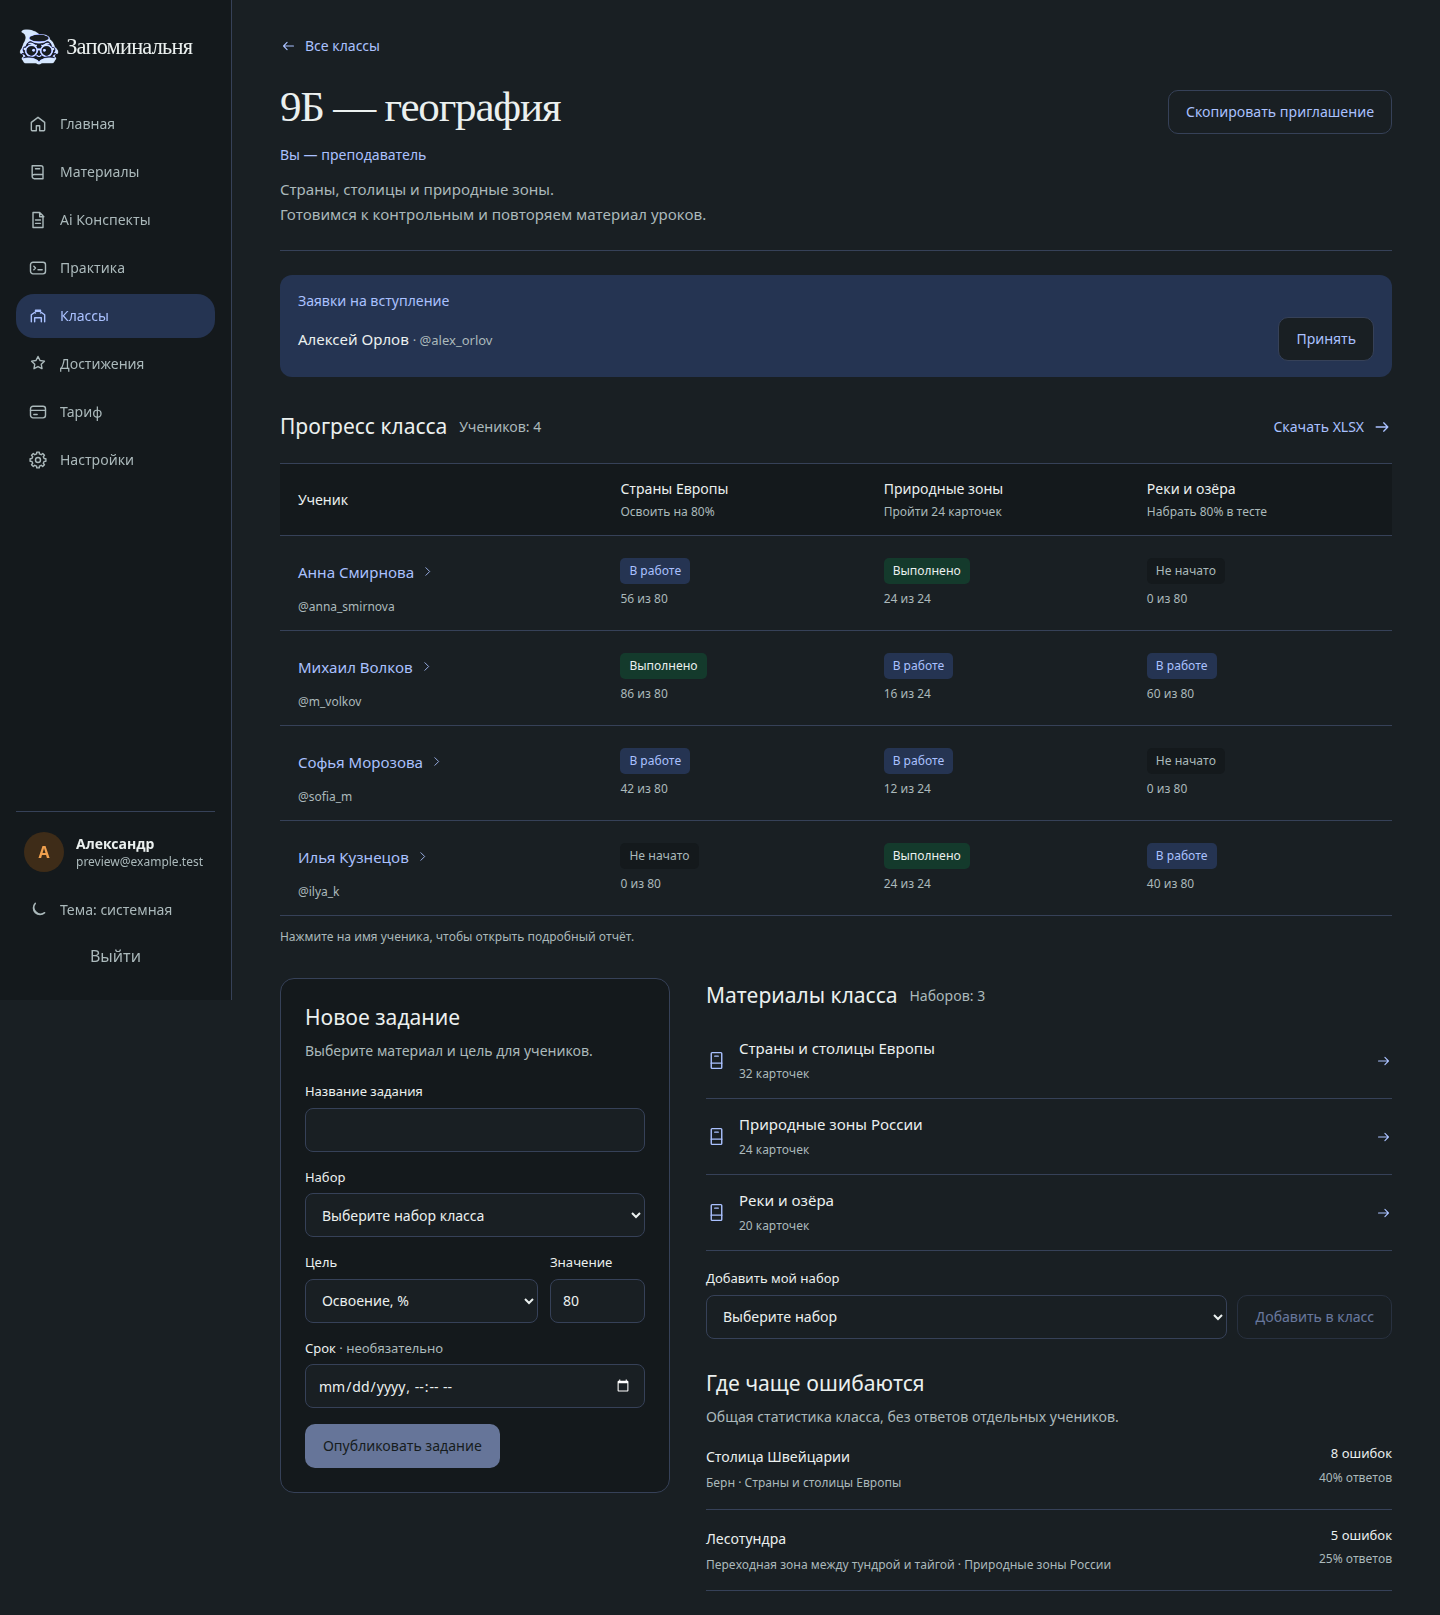 Запоминальня
Главная
Материалы
Ai Конспекты
Практика
Классы
Достижения
Тариф
Настройки
А
Александр
preview@example.test
Тема: системная
Выйти
Все классы
9Б — география
Скопировать приглашение
Вы — преподаватель
Страны, столицы и природные зоны.
Готовимся к контрольным и повторяем материал уроков.
Заявки на вступление
Алексей Орлов · @alex_orlov
Принять
Прогресс класса Учеников: 4
Скачать XLSX
Ученик
Страны Европы
Освоить на 80%
Природные зоны
Пройти 24 карточек
Реки и озёра
Набрать 80% в тесте
Анна Смирнова
@anna_smirnova
В работе
56 из 80
Выполнено
24 из 24
Не начато
0 из 80
Михаил Волков
@m_volkov
Выполнено
86 из 80
В работе
16 из 24
В работе
60 из 80
Софья Морозова
@sofia_m
В работе
42 из 80
В работе
12 из 24
Не начато
0 из 80
Илья Кузнецов
@ilya_k
Не начато
0 из 80
Выполнено
24 из 24
В работе
40 из 80
Нажмите на имя ученика, чтобы открыть подробный отчёт.
Новое задание
Выберите материал и цель для учеников.
Название задания
Набор
Выберите набор класса
Цель
Освоение, %
Значение
80
Срок · необязательно
mm/dd/yyyy, --:-- --
Опубликовать задание
Материалы класса Наборов: 3
Страны и столицы Европы
32 карточек
Природные зоны России
24 карточек
Реки и озёра
20 карточек
Добавить мой набор
Выберите набор
Добавить в класс
Где чаще ошибаются
Общая статистика класса, без ответов отдельных учеников.
Столица Швейцарии
Берн · Страны и столицы Европы
8 ошибок
40% ответов
Лесотундра
Переходная зона между тундрой и тайгой · Природные зоны России
5 ошибок
25% ответов